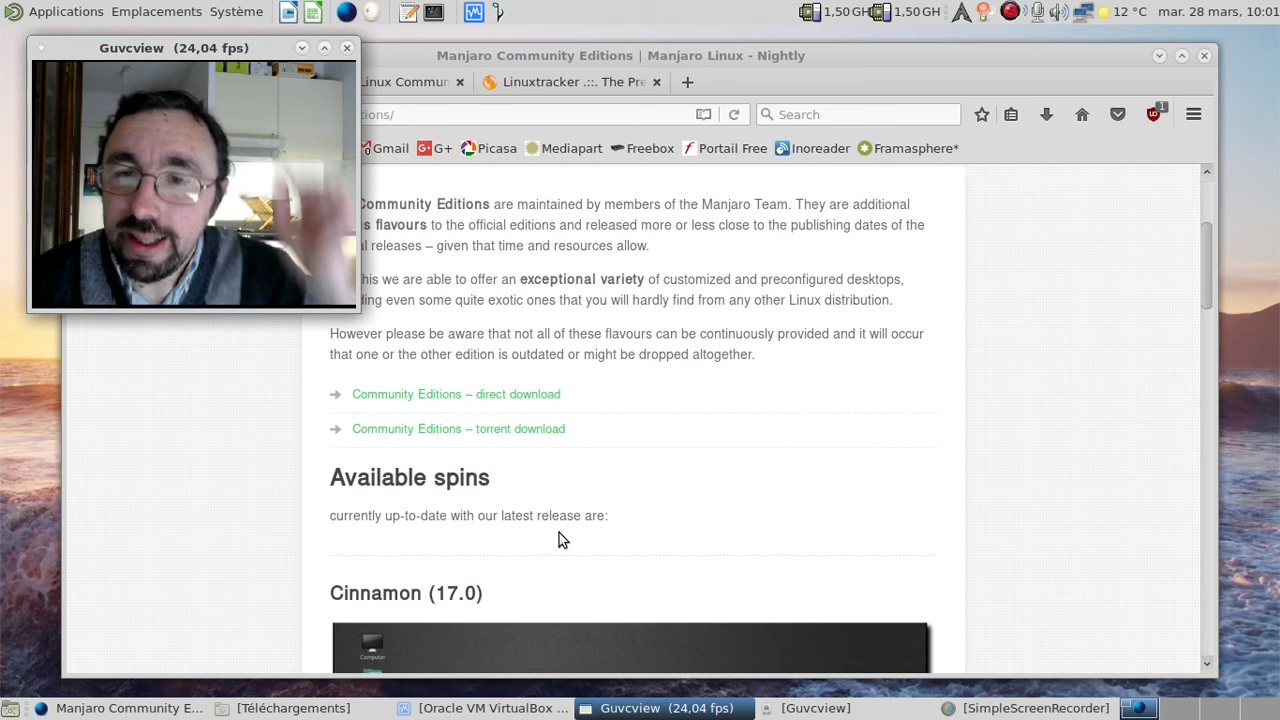 Applications Emplacements Système 1,50 GH 1,50 GH 12 °C mar. 28 mars, 10:01
Guvcview (24,04 fps)
Manjaro Community Editions | Manjaro Linux - Nightly
Linux Commun Linuxtracker .::. The Pre
ions/ Search
Gmail G+ Picasa Mediapart Freebox Portail Free Inoreader Framasphere*
Community Editions are maintained by members of the Manjaro Team. They are additional
s flavours to the official editions and released more or less close to the publishing dates of the
l releases – given that time and resources allow.
his we are able to offer an exceptional variety of customized and preconfigured desktops,
ding even some quite exotic ones that you will hardly find from any other Linux distribution.
However please be aware that not all of these flavours can be continuously provided and it will occur
that one or the other edition is outdated or might be dropped altogether.
Community Editions – direct download
Community Editions – torrent download
Available spins
currently up-to-date with our latest release are:
Cinnamon (17.0)
Computer
Manjaro Community E... [Téléchargements] [Oracle VM VirtualBox ... Guvcview (24,04 fps) [Guvcview] [SimpleScreenRecorder]